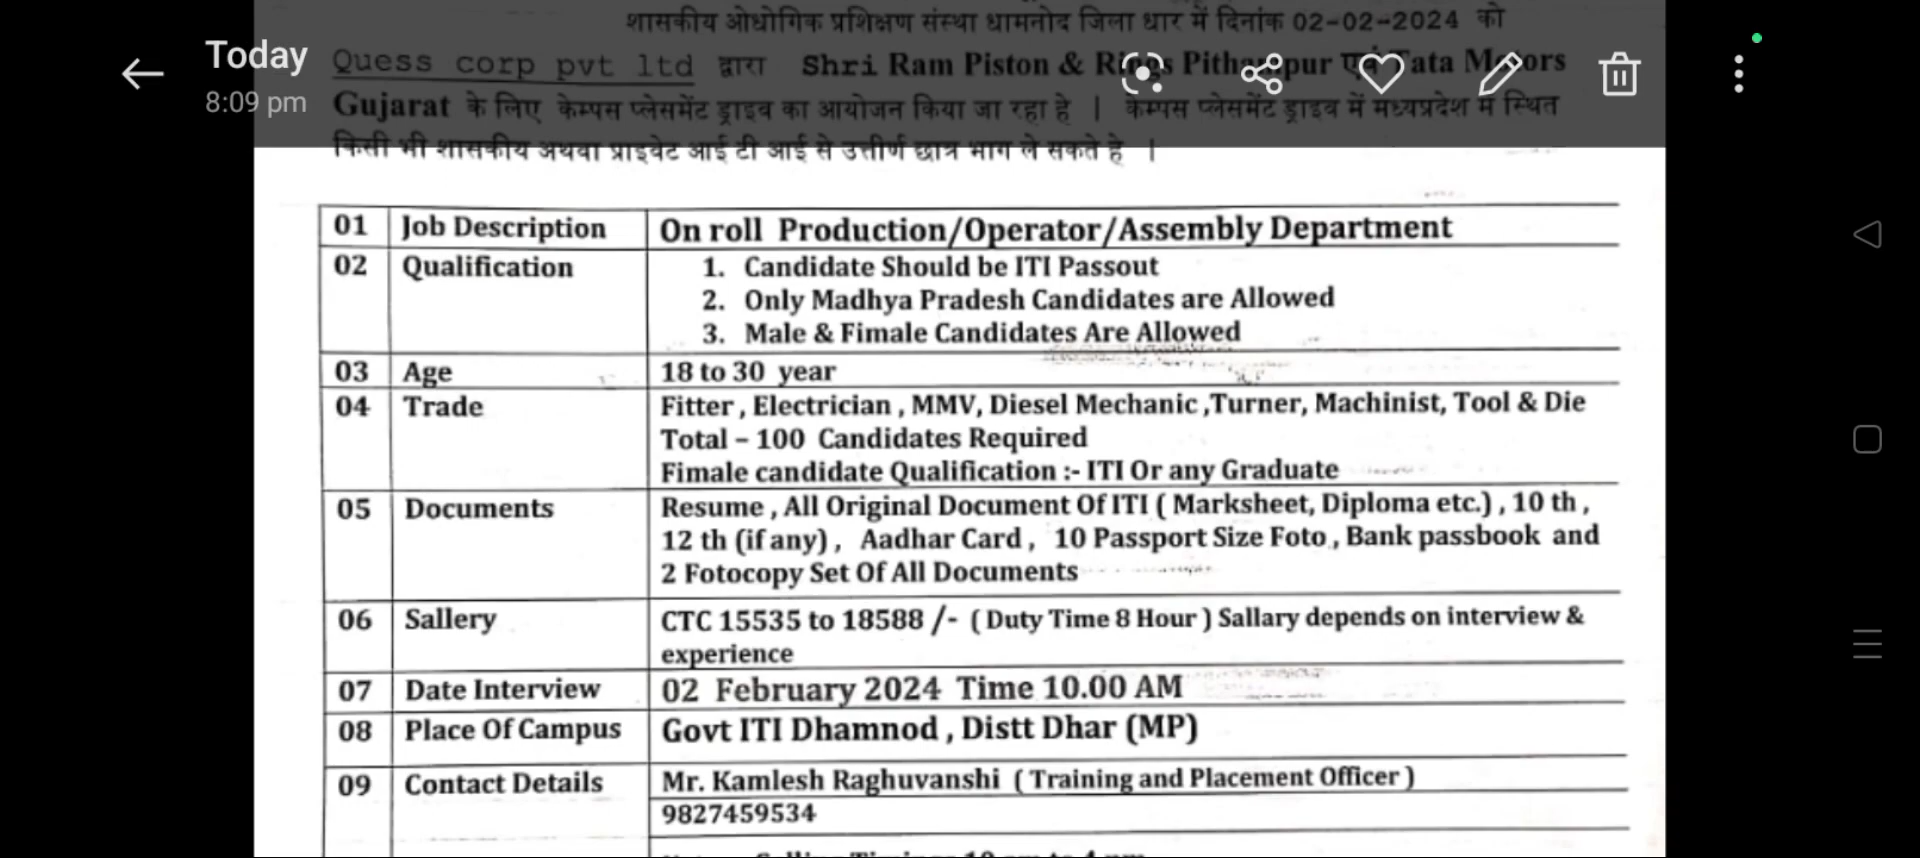 शासकीय ओधोगिक प्रशिक्षण संस्था धामनोद जिला धार में दिनांक 02-02-2024 को
Today
Quess corp pvt ltd द्वारा Shri Ram Piston & Rings Pithampur एवं Tata Motors
8:09 pm
Gujarat के लिए केम्पस प्लेसमेंट ड्राइव का आयोजन किया जा रहा हे | केम्पस प्लेसमेंट ड्राइव में मध्यप्रदेश में स्थित
किसी भी शासकीय अथवा प्राइवेट आई टी आई से उत्तीर्ण छात्र भाग ले सकते हे |
01 Job Description On roll Production/Operator/Assembly Department
02 Qualification 1. Candidate Should be ITI Passout
2. Only Madhya Pradesh Candidates are Allowed
3. Male & Fimale Candidates Are Allowed
03 Age 18 to 30 year
04 Trade Fitter , Electrician , MMV, Diesel Mechanic ,Turner, Machinist, Tool & Die
Total – 100 Candidates Required
Fimale candidate Qualification :- ITI Or any Graduate
05 Documents Resume , All Original Document Of ITI ( Marksheet, Diploma etc.) , 10 th ,
12 th (if any) , Aadhar Card , 10 Passport Size Foto , Bank passbook and
2 Fotocopy Set Of All Documents
06 Sallery CTC 15535 to 18588 /- ( Duty Time 8 Hour ) Sallary depends on interview &
experience
07 Date Interview 02 February 2024 Time 10.00 AM
08 Place Of Campus Govt ITI Dhamnod , Distt Dhar (MP)
09 Contact Details Mr. Kamlesh Raghuvanshi ( Training and Placement Officer )
9827459534